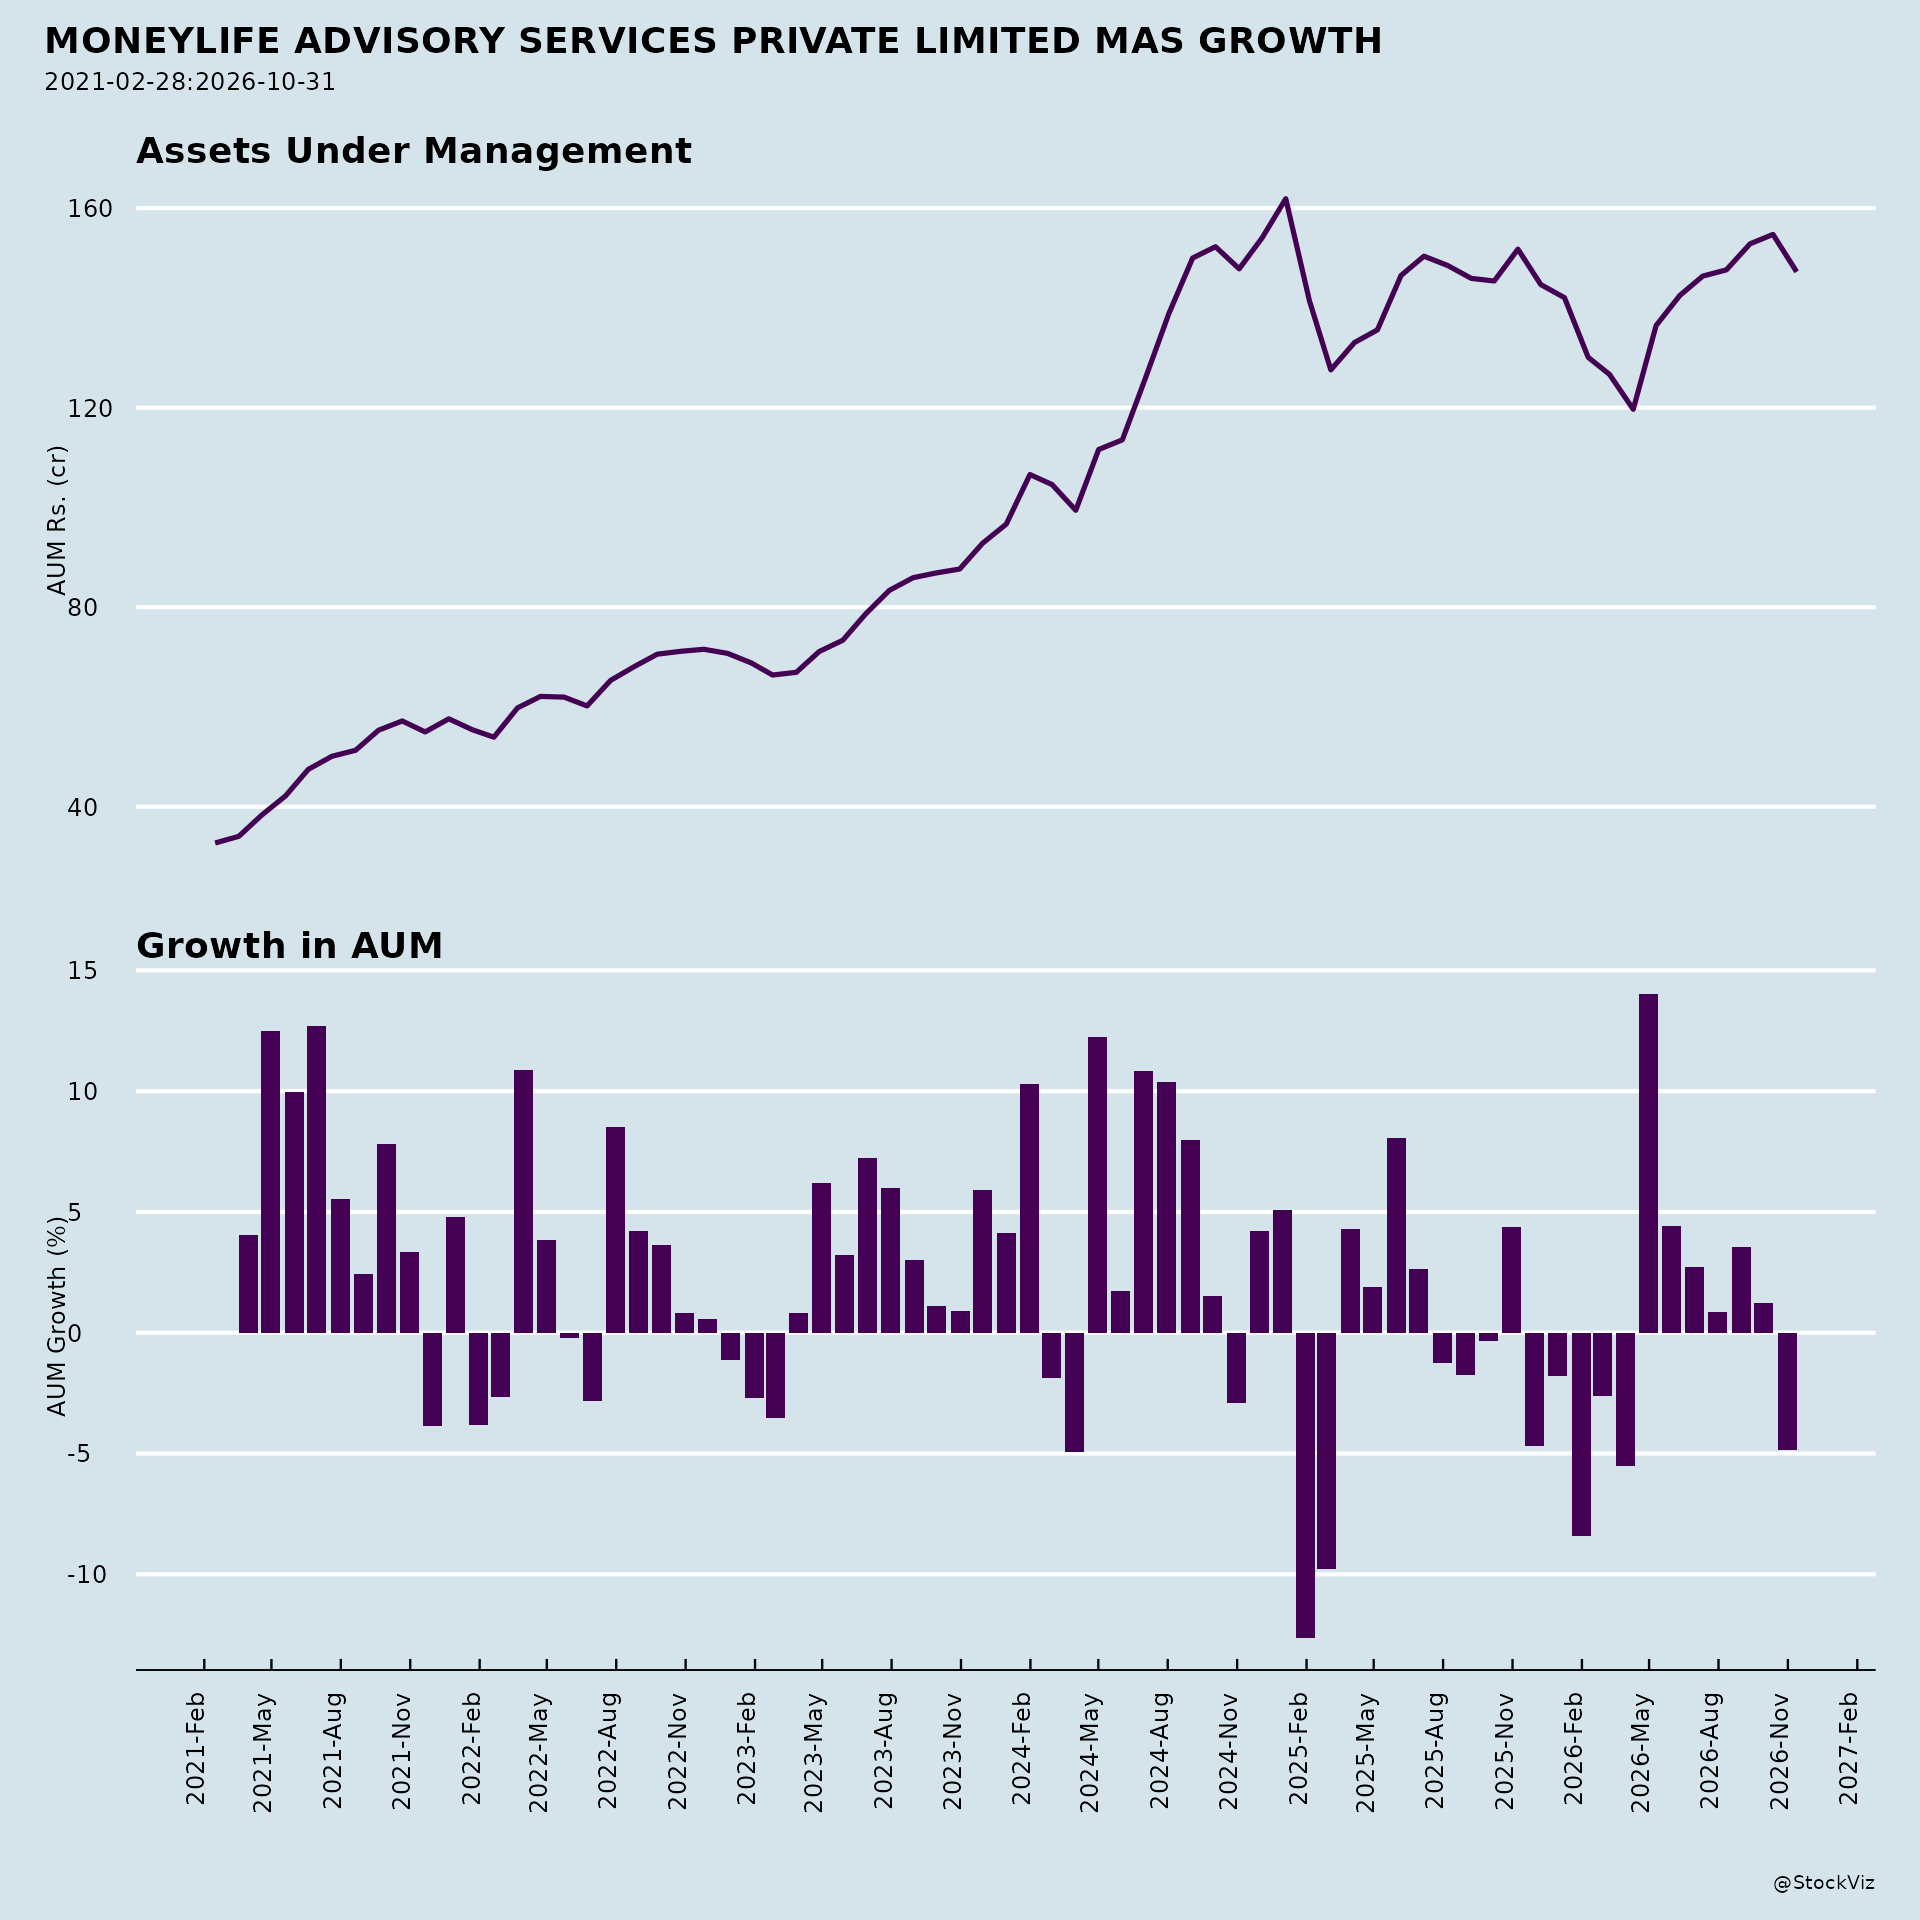 MONEYLIFE ADVISORY SERVICES PRIVATE LIMITED MAS GROWTH
2021-02-28:2026-10-31
Assets Under Management
160
120
80
40
AUM Rs. (cr)
Growth in AUM
15
10
5
0
-5
-10
AUM Growth (%)
2021-Feb
2021-May
2021-Aug
2021-Nov
2022-Feb
2022-May
2022-Aug
2022-Nov
2023-Feb
2023-May
2023-Aug
2023-Nov
2024-Feb
2024-May
2024-Aug
2024-Nov
2025-Feb
2025-May
2025-Aug
2025-Nov
2026-Feb
2026-May
2026-Aug
2026-Nov
2027-Feb
@StockViz